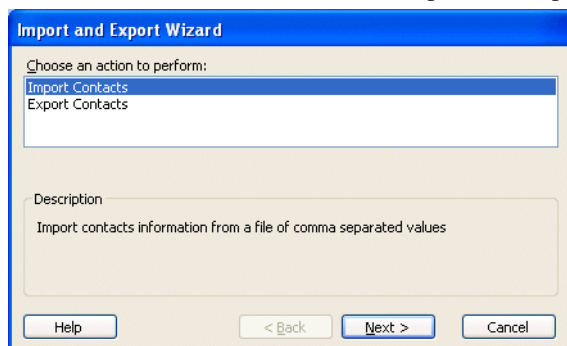 Import and Export Wizard
Choose an action to perform:
Import Contacts
Export Contacts
Description
Import contacts information from a file of comma separated values
Help
< Back
Next >
Cancel